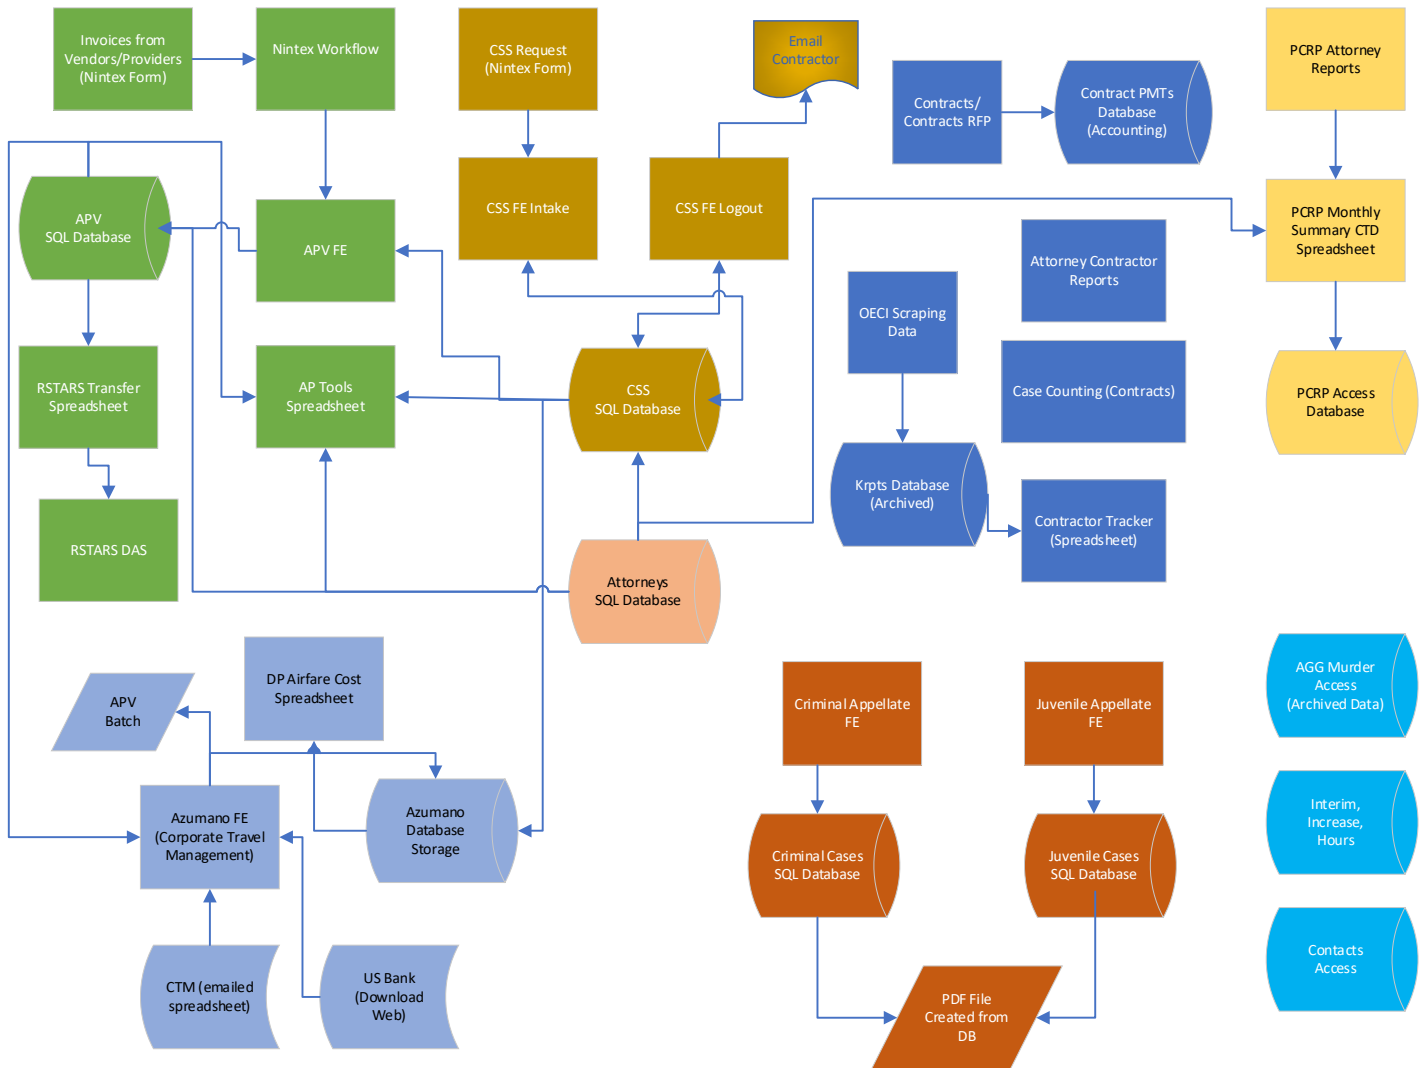 Invoices from
Vendors/Providers
(Nintex Form)
Nintex Workflow
CSS Request
(Nintex Form)
Email
Contractor
Contracts/
Contracts RFP
Contract PMTs
Database
(Accounting)
PCRP Attorney
Reports
APV
SQL Database
APV FE
CSS FE Intake
CSS FE Logout
PCRP Monthly
Summary CTD
Spreadsheet
Attorney Contractor
Reports
OECI Scraping
Data
RSTARS Transfer
Spreadsheet
AP Tools
Spreadsheet
CSS
SQL Database
Case Counting (Contracts)
PCRP Access
Database
Krpts Database
(Archived)
Contractor Tracker
(Spreadsheet)
RSTARS DAS
Attorneys
SQL Database
APV
Batch
DP Airfare Cost
Spreadsheet
Criminal Appellate
FE
Juvenile Appellate
FE
AGG Murder
Access
(Archived Data)
Azumano FE
(Corporate Travel
Management)
Azumano
Database
Storage
Criminal Cases
SQL Database
Juvenile Cases
SQL Database
Interim,
Increase,
Hours
CTM (emailed
spreadsheet)
US Bank
(Download
Web)
PDF File
Created from
DB
Contacts
Access